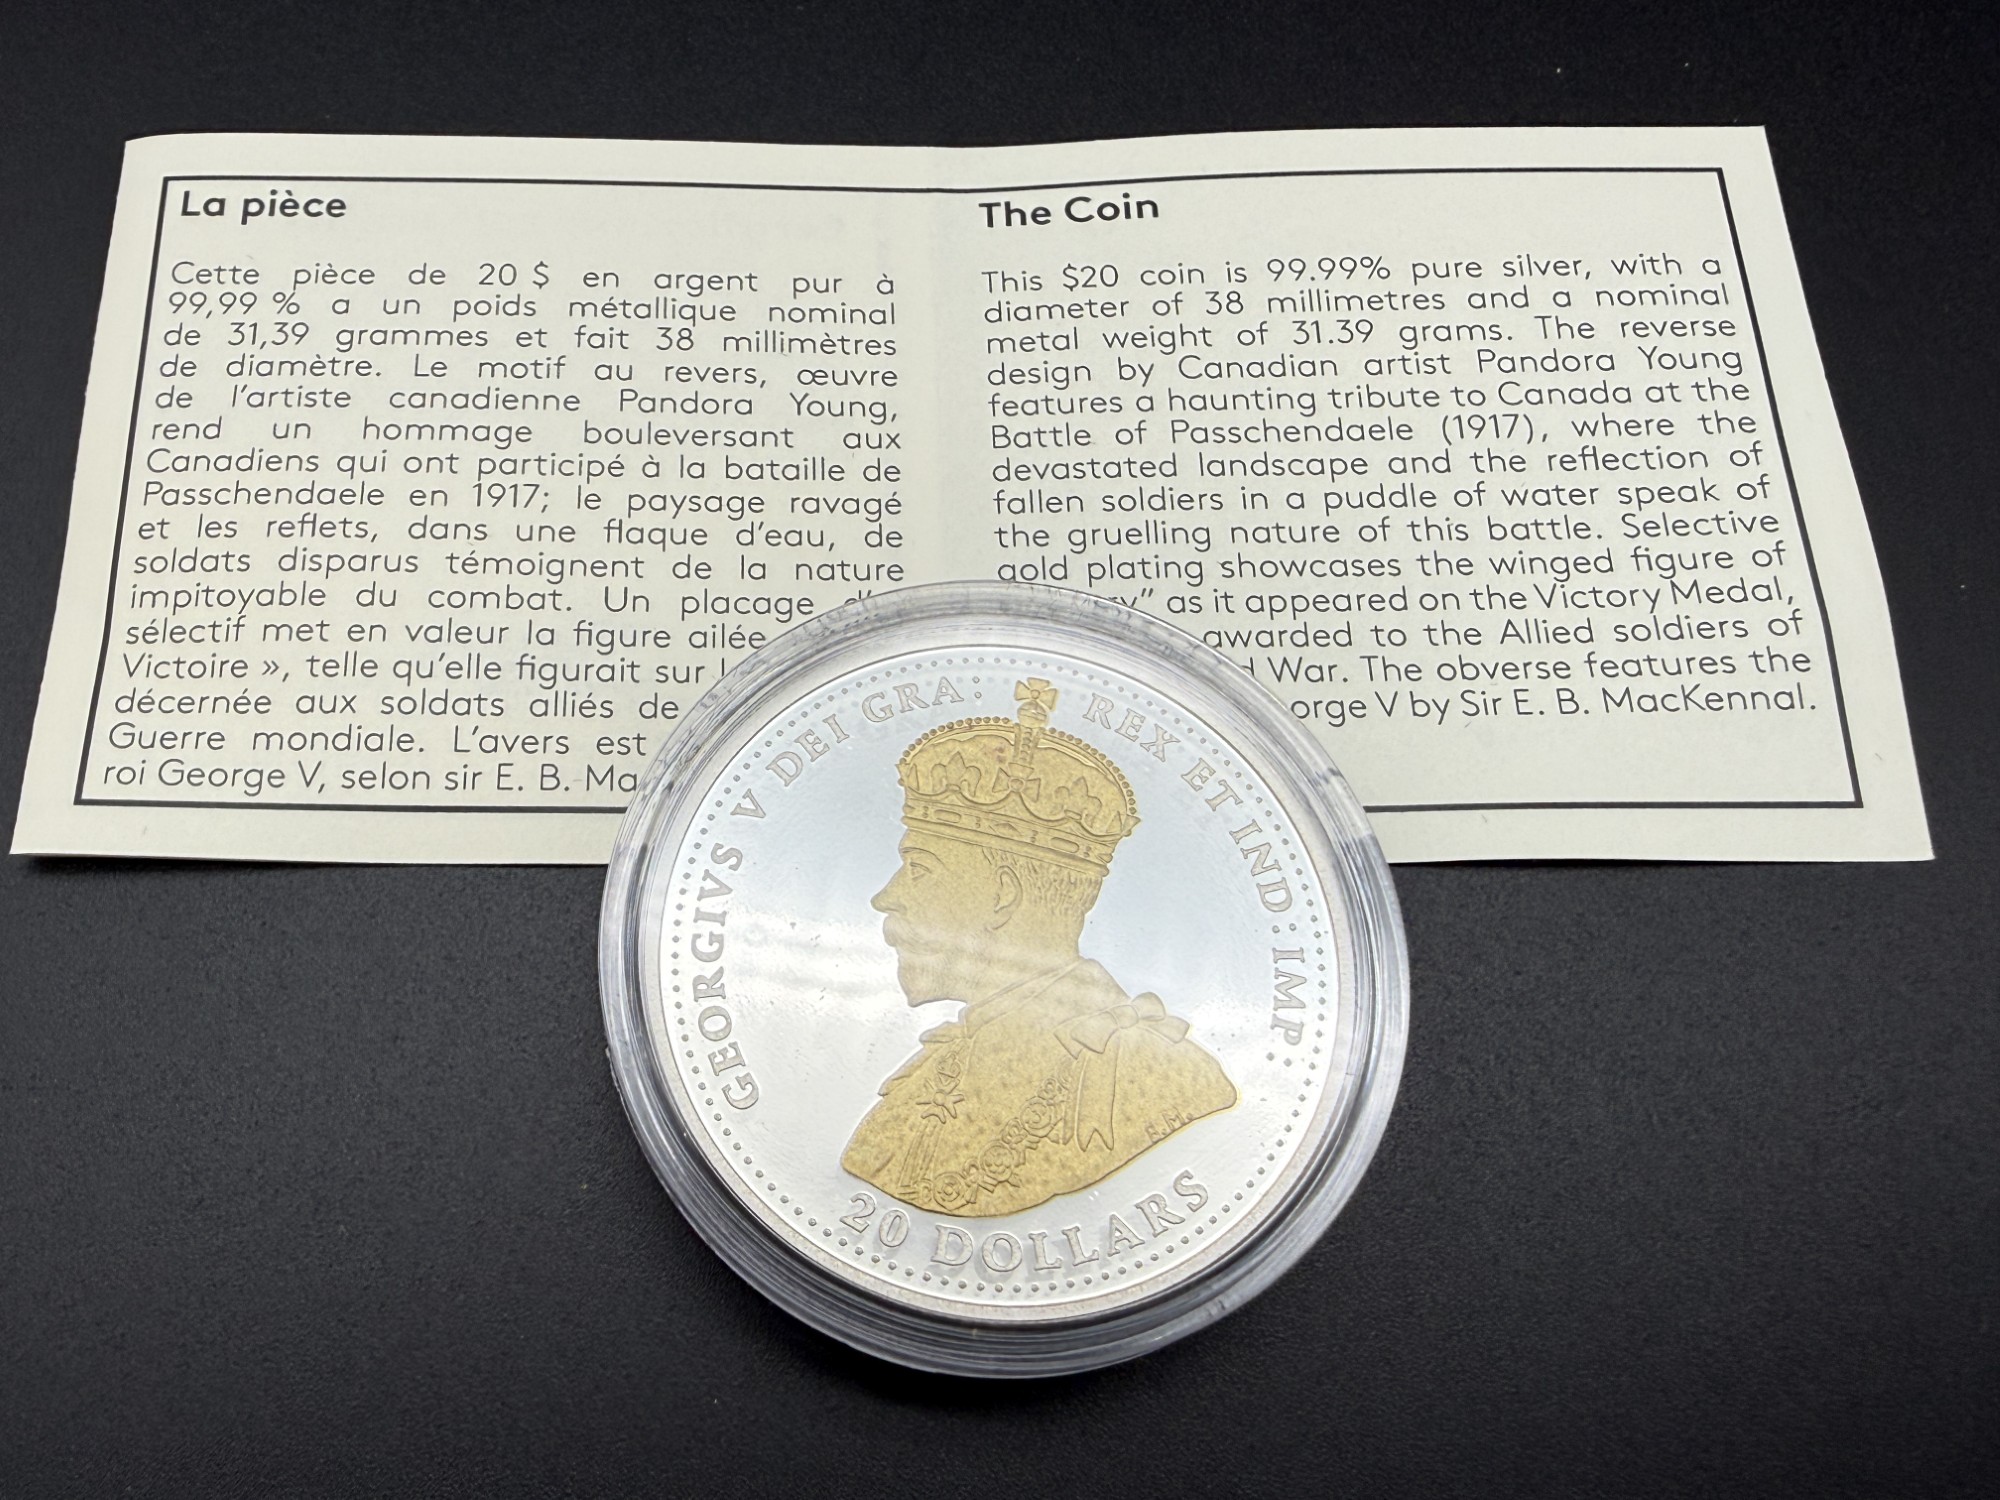 La pièce
Cette pièce de 20 $ en argent pur à
99,99 % a un poids métallique nominal
de 31,39 grammes et fait 38 millimètres
de diamètre. Le motif au revers, œuvre
de l'artiste canadienne Pandora Young,
rend un hommage bouleversant aux
Canadiens qui ont participé à la bataille de
Passchendaele en 1917; le paysage ravagé
et les reflets, dans une flaque d'eau, de
soldats disparus témoignent de la nature
impitoyable du combat. Un placage
sélectif met en valeur la figure ailée
Victoire », telle qu'elle figurait sur
décernée aux soldats alliés de
Guerre mondiale. L'avers est
roi George V, selon sir E. B. Ma
The Coin
This $20 coin is 99.99% pure silver, with a
diameter of 38 millimetres and a nominal
metal weight of 31.39 grams. The reverse
design by Canadian artist Pandora Young
features a haunting tribute to Canada at the
Battle of Passchendaele (1917), where the
devastated landscape and the reflection of
fallen soldiers in a puddle of water speak of
the gruelling nature of this battle. Selective
gold plating showcases the winged figure of
as it appeared on the Victory Medal,
awarded to the Allied soldiers of
War. The obverse features the
orge V by Sir E. B. MacKennal.
GEORGIVS V DEI GRA: REX ET IND: IMP:
E.M.
20 DOLLARS